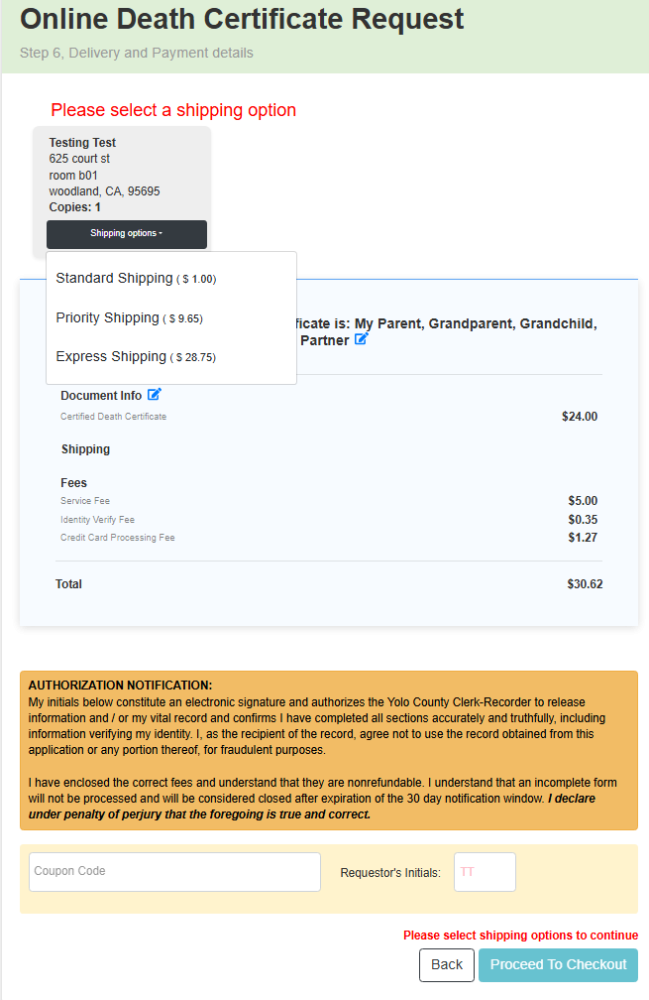 Online Death Certificate Request
Step 6, Delivery and Payment details
Please select a shipping option
Testing Test
625 court st
room b01
woodland, CA, 95695
Copies: 1
Shipping options
Standard Shipping ( $ 1.00)
Priority Shipping ( $ 9.65)
Express Shipping ( $ 28.75)
is: My Parent, Grandparent, Grandchild,
Partner
Document Info
Certified Death Certificate $24.00
Shipping
Fees
Service Fee $5.00
Identity Verify Fee $0.35
Credit Card Processing Fee $1.27
Total $30.62
AUTHORIZATION NOTIFICATION:
My initials below constitute an electronic signature and authorizes the Yolo County Clerk-Recorder to release
information and / or my vital record and confirms I have completed all sections accurately and truthfully, including
information verifying my identity. I, as the recipient of the record, agree not to use the record obtained from this
application or any portion thereof, for fraudulent purposes.
I have enclosed the correct fees and understand that they are nonrefundable. I understand that an incomplete form
will not be processed and will be considered closed after expiration of the 30 day notification window. I declare
under penalty of perjury that the foregoing is true and correct.
Coupon Code Requestor's Initials: TT
Please select shipping options to continue
Back Proceed To Checkout